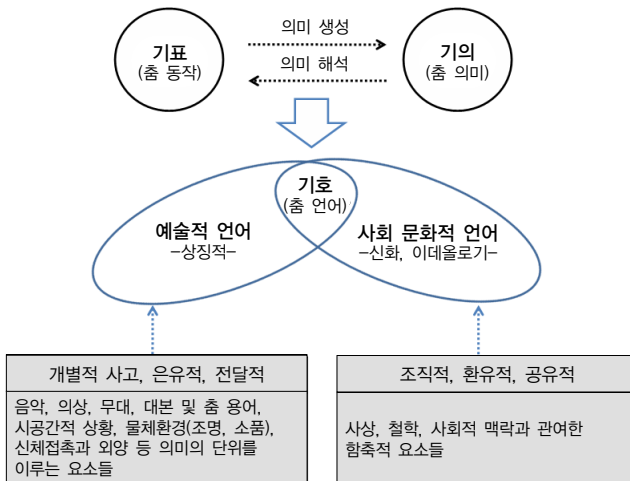 의미 생성
기표
(춤 동작)
기의
(춤 의미)
의미 해석
기호
(춤 언어)
예술적 언어
–상징적–
사회 문화적 언어
–신화, 이데올로기–
개별적 사고, 은유적, 전달적
음악, 의상, 무대, 대본 및 춤 용어,
시공간적 상황, 물체환경(조명, 소품),
신체접촉과 외양 등 의미의 단위를
이루는 요소들
조직적, 환유적, 공유적
사상, 철학, 사회적 맥락과 관여한
함축적 요소들